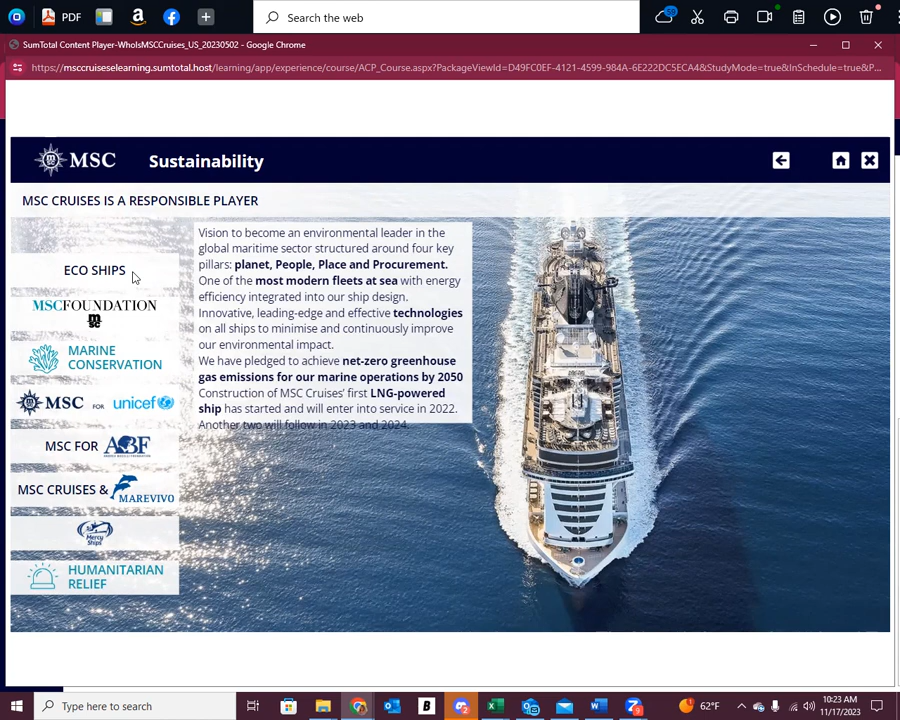 PDF
Search the web
SumTotal Content Player-WhoIsMSCCruises_US_20230502 - Google Chrome
https://msccruiseselearning.sumtotal.host/learning/app/experience/course/ACP_Course.aspx?PackageViewId=D49FC0EF-4121-4599-984A-6E222DC5ECA4&StudyMode=true&InSchedule=true&P...
MSC Sustainability
MSC CRUISES IS A RESPONSIBLE PLAYER
Vision to become an environmental leader in the
global maritime sector structured around four key
pillars: planet, People, Place and Procurement.
One of the most modern fleets at sea with energy
efficiency integrated into our ship design.
Innovative, leading-edge and effective technologies
on all ships to minimise and continuously improve
our environmental impact.
We have pledged to achieve net-zero greenhouse
gas emissions for our marine operations by 2050
Construction of MSC Cruises' first LNG-powered
ship has started and will enter into service in 2022.
Another two will follow in 2023 and 2024.
ECO SHIPS
MSCFOUNDATION
MARINE
CONSERVATION
MSC FOR unicef
MSC FOR ABF
MSC CRUISES & MAREVIVO
Mercy
Ships
HUMANITARIAN
RELIEF
Type here to search
62°F
10:23 AM
11/17/2023